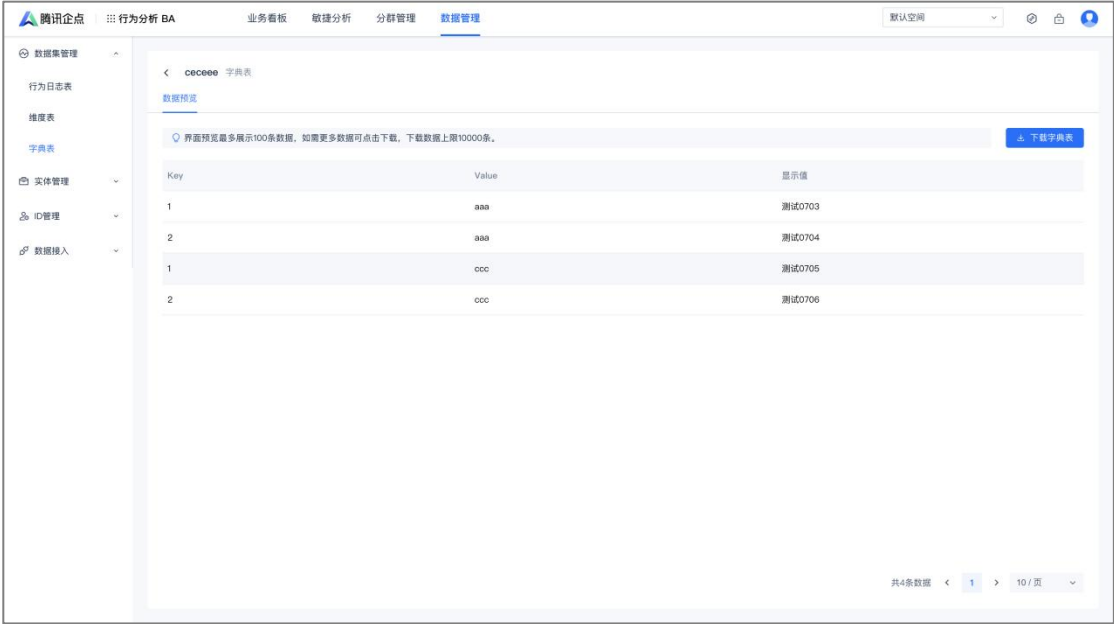 腾讯企点 行为分析 BA 业务看板 敏捷分析 分群管理 数据管理 默认空间
数据集管理
行为日志表
维度表
字典表
实体管理
ID管理
数据接入
ceceee 字典表
数据预览
界面预览最多展示100条数据，如需更多数据可点击下载，下载数据上限10000条。 下载字典表
Key Value 显示值
1 aaa 测试0703
2 aaa 测试0704
1 ccc 测试0705
2 ccc 测试0706
共4条数据 1 10 / 页